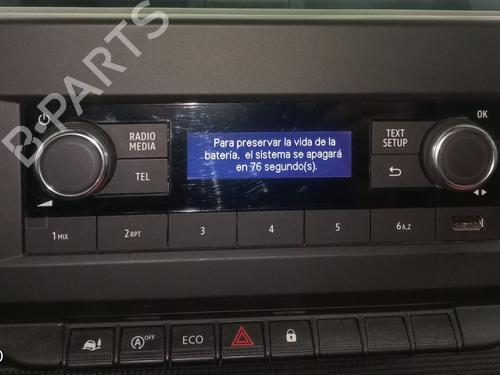 B-PARTS
OK
RADIO
MEDIA
TEL
Para preservar la vida de la
batería, el sistema se apagará
en 76 segundo(s).
TEXT
SETUP
1 MIX
2 RPT
3
4
5
6 A.Z
A OFF
ECO